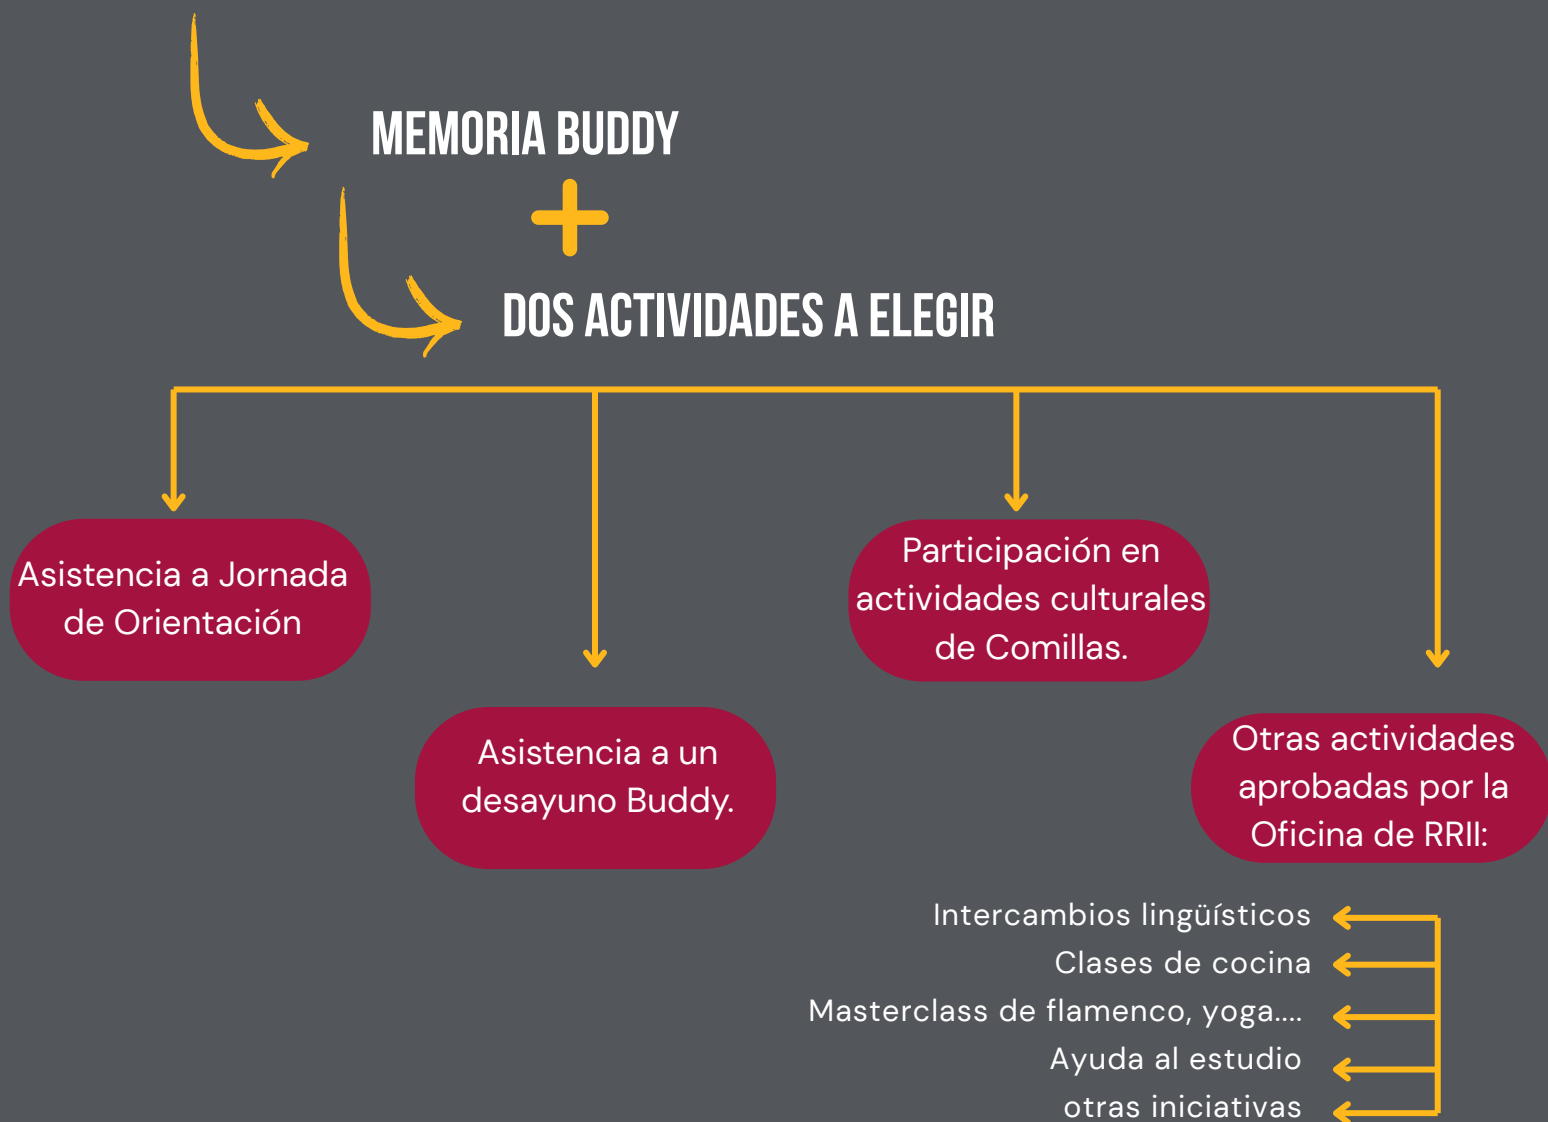 MEMORIA BUDDY
+
DOS ACTIVIDADES A ELEGIR
Asistencia a Jornada
de Orientación
Asistencia a un
desayuno Buddy.
Participación en
actividades culturales
de Comillas.
Otras actividades
aprobadas por la
Oficina de RRII:
Intercambios lingüísticos
Clases de cocina
Masterclass de flamenco, yoga....
Ayuda al estudio
otras iniciativas